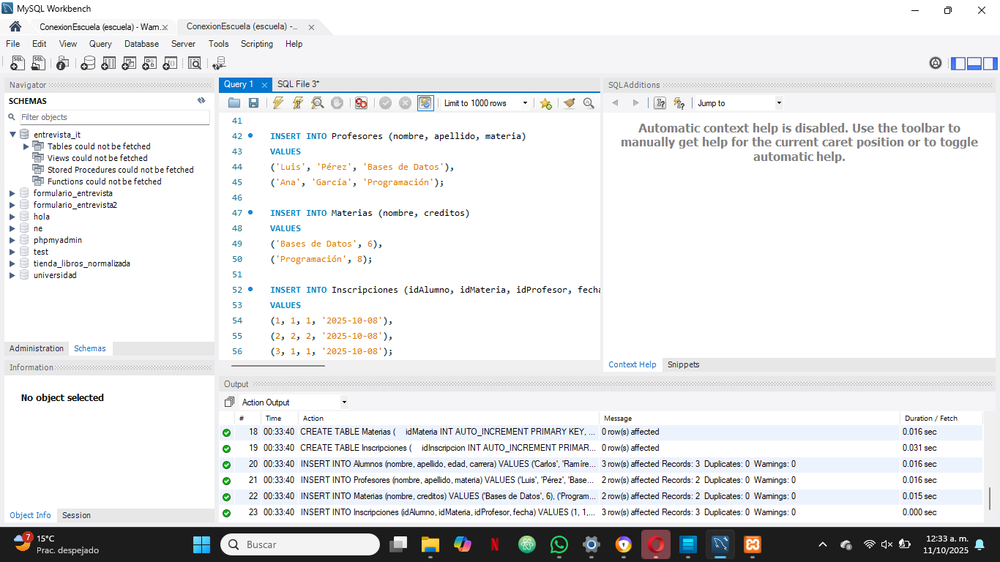 MySQL Workbench
ConexionEscuela (escuela) - Warn.
ConexionEscuela (escuela) -...
File Edit View Query Database Server Tools Scripting Help
Navigator
SCHEMAS
Filter objects
entrevista_it
Tables could not be fetched
Views could not be fetched
Stored Procedures could not be fetched
Functions could not be fetched
formulario_entrevista
formulario_entrevista2
hola
ne
phpmyadmin
test
tienda_libros_normalizada
universidad
Administration Schemas
Information
No object selected
Object Info Session
Query 1 SQL File 3*
Limit to 1000 rows
41
42 INSERT INTO Profesores (nombre, apellido, materia)
43 VALUES
44 ('Luis', 'Pérez', 'Bases de Datos'),
45 ('Ana', 'García', 'Programación');
46
47 INSERT INTO Materias (nombre, creditos)
48 VALUES
49 ('Bases de Datos', 6),
50 ('Programación', 8);
51
52 INSERT INTO Inscripciones (idAlumno, idMateria, idProfesor, fecha
53 VALUES
54 (1, 1, 1, '2025-10-08'),
55 (2, 2, 2, '2025-10-08'),
56 (3, 1, 1, '2025-10-08');
SQLAdditions
Jump to
Automatic context help is disabled. Use the toolbar to
manually get help for the current caret position or to toggle
automatic help.
Context Help Snippets
Output
Action Output
# Time Action Message Duration / Fetch
18 00:33:40 CREATE TABLE Materias ( idMateria INT AUTO_INCREMENT PRIMARY KEY, ... 0 row(s) affected 0.016 sec
19 00:33:40 CREATE TABLE Inscripciones ( idInscripcion INT AUTO_INCREMENT PRIMAR... 0 row(s) affected 0.031 sec
20 00:33:40 INSERT INTO Alumnos (nombre, apellido, edad, carrera) VALUES ('Carlos', 'Ramíre... 3 row(s) affected Records: 3 Duplicates: 0 Warnings: 0 0.016 sec
21 00:33:40 INSERT INTO Profesores (nombre, apellido, materia) VALUES ('Luis', 'Pérez', 'Base... 2 row(s) affected Records: 2 Duplicates: 0 Warnings: 0 0.016 sec
22 00:33:40 INSERT INTO Materias (nombre, creditos) VALUES ('Bases de Datos', 6), ('Program... 2 row(s) affected Records: 2 Duplicates: 0 Warnings: 0 0.015 sec
23 00:33:40 INSERT INTO Inscripciones (idAlumno, idMateria, idProfesor, fecha) VALUES (1, 1,... 3 row(s) affected Records: 3 Duplicates: 0 Warnings: 0 0.000 sec
7
15°C
Prac. despejado
Buscar
12:33 a. m.
11/10/2025